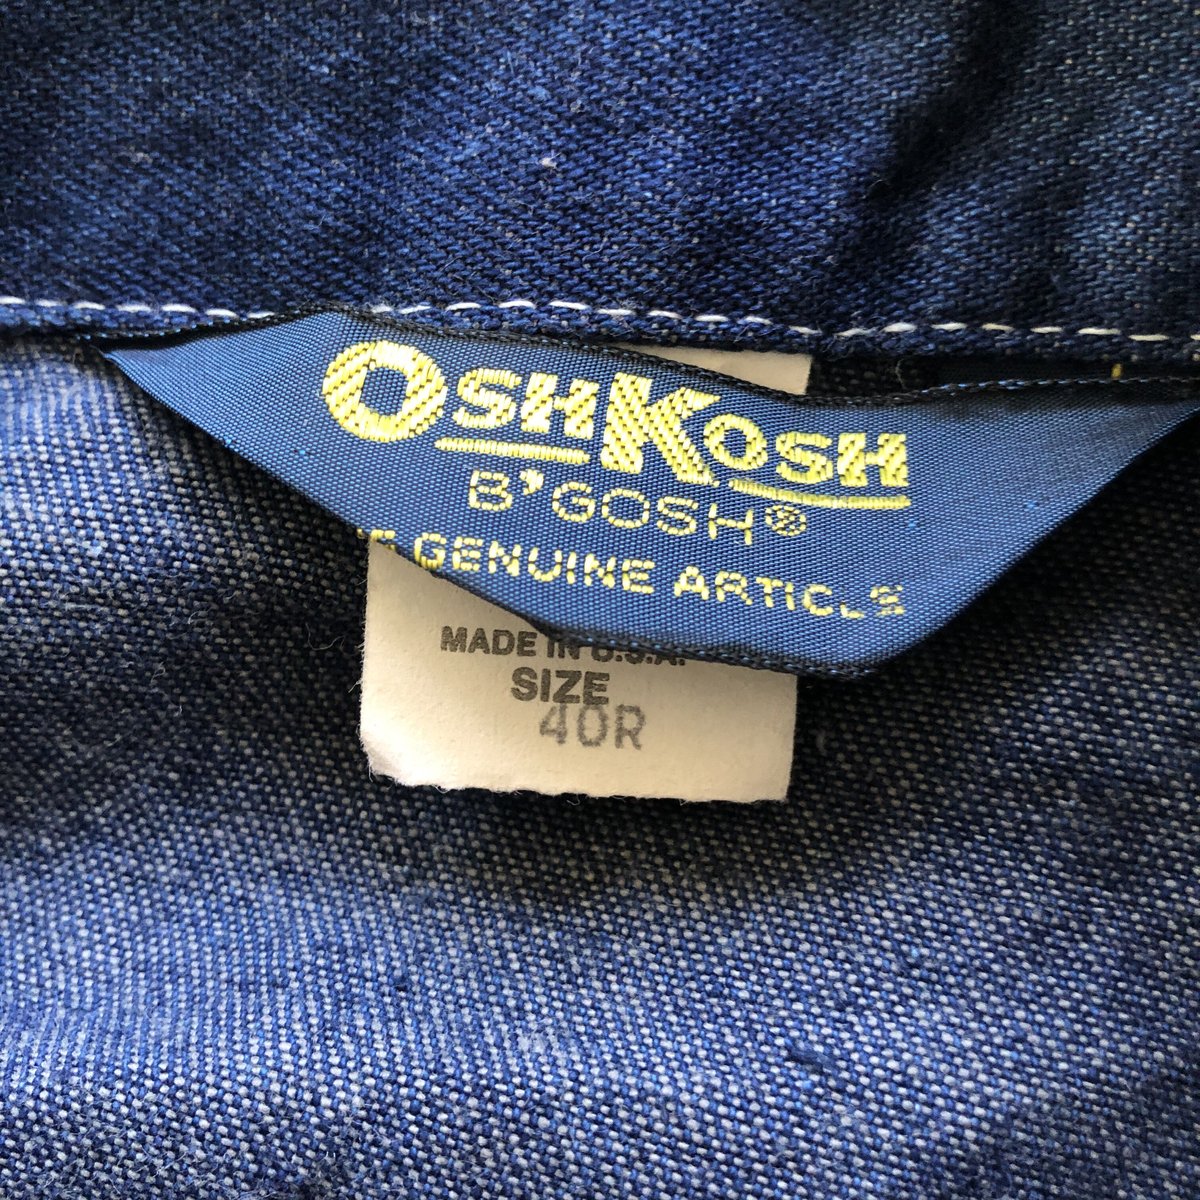 OSHKOSH
B'GOSH®
GENUINE ARTICLE
MADE IN U.S.A.
SIZE
40R